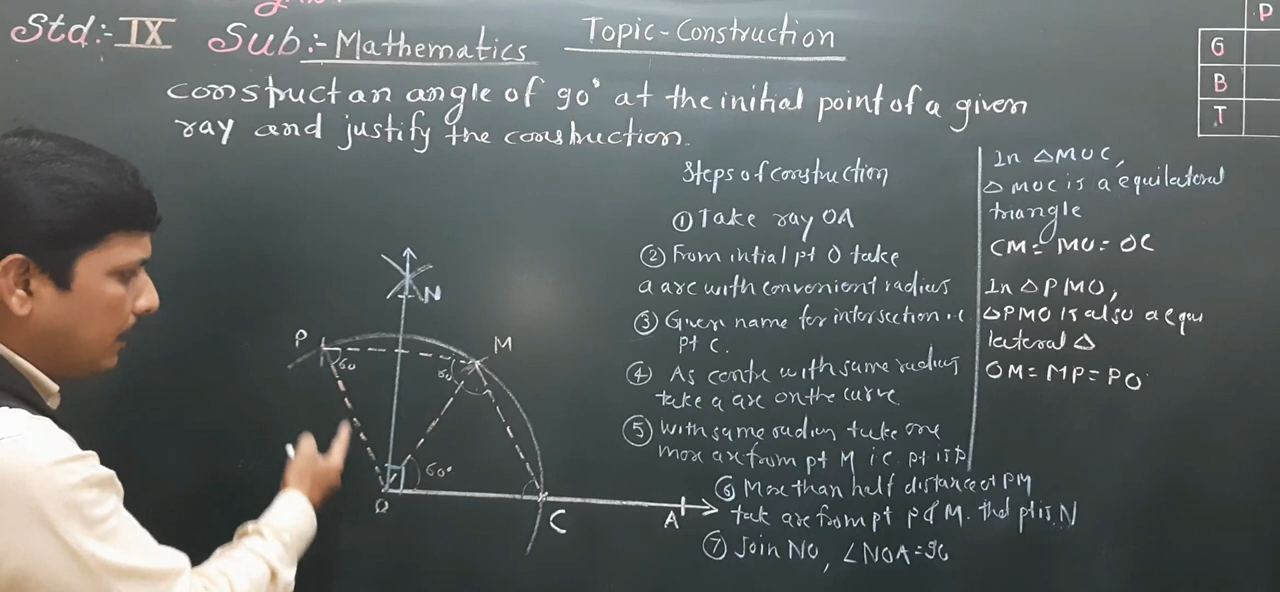 Std:- IX Sub:- Mathematics Topic - Construction
construct an angle of 90° at the initial point of a given
ray and justify the construction.
P
G
B
T
Steps of construction
① Take ray OA
② From intial pt O take
a arc with convenient radius
③ Given name for intersection i.e.
pt C.
④ As centre with same radius
take a arc on the curve
⑤ With same radius take one
more arc from pt M i.e. pt is P
⑥ More than half distance of PM
tak arc from pt P & M. that pt is N
⑦ Join NO, ∠NOA = 90
In △MOC,
△ MOC is a equilateral
triangle
CM = MO = OC
In △PMO,
△PMO is also a equi
lateral △
OM = MP = PO
N
P
M
60
60
60°
O
C
A